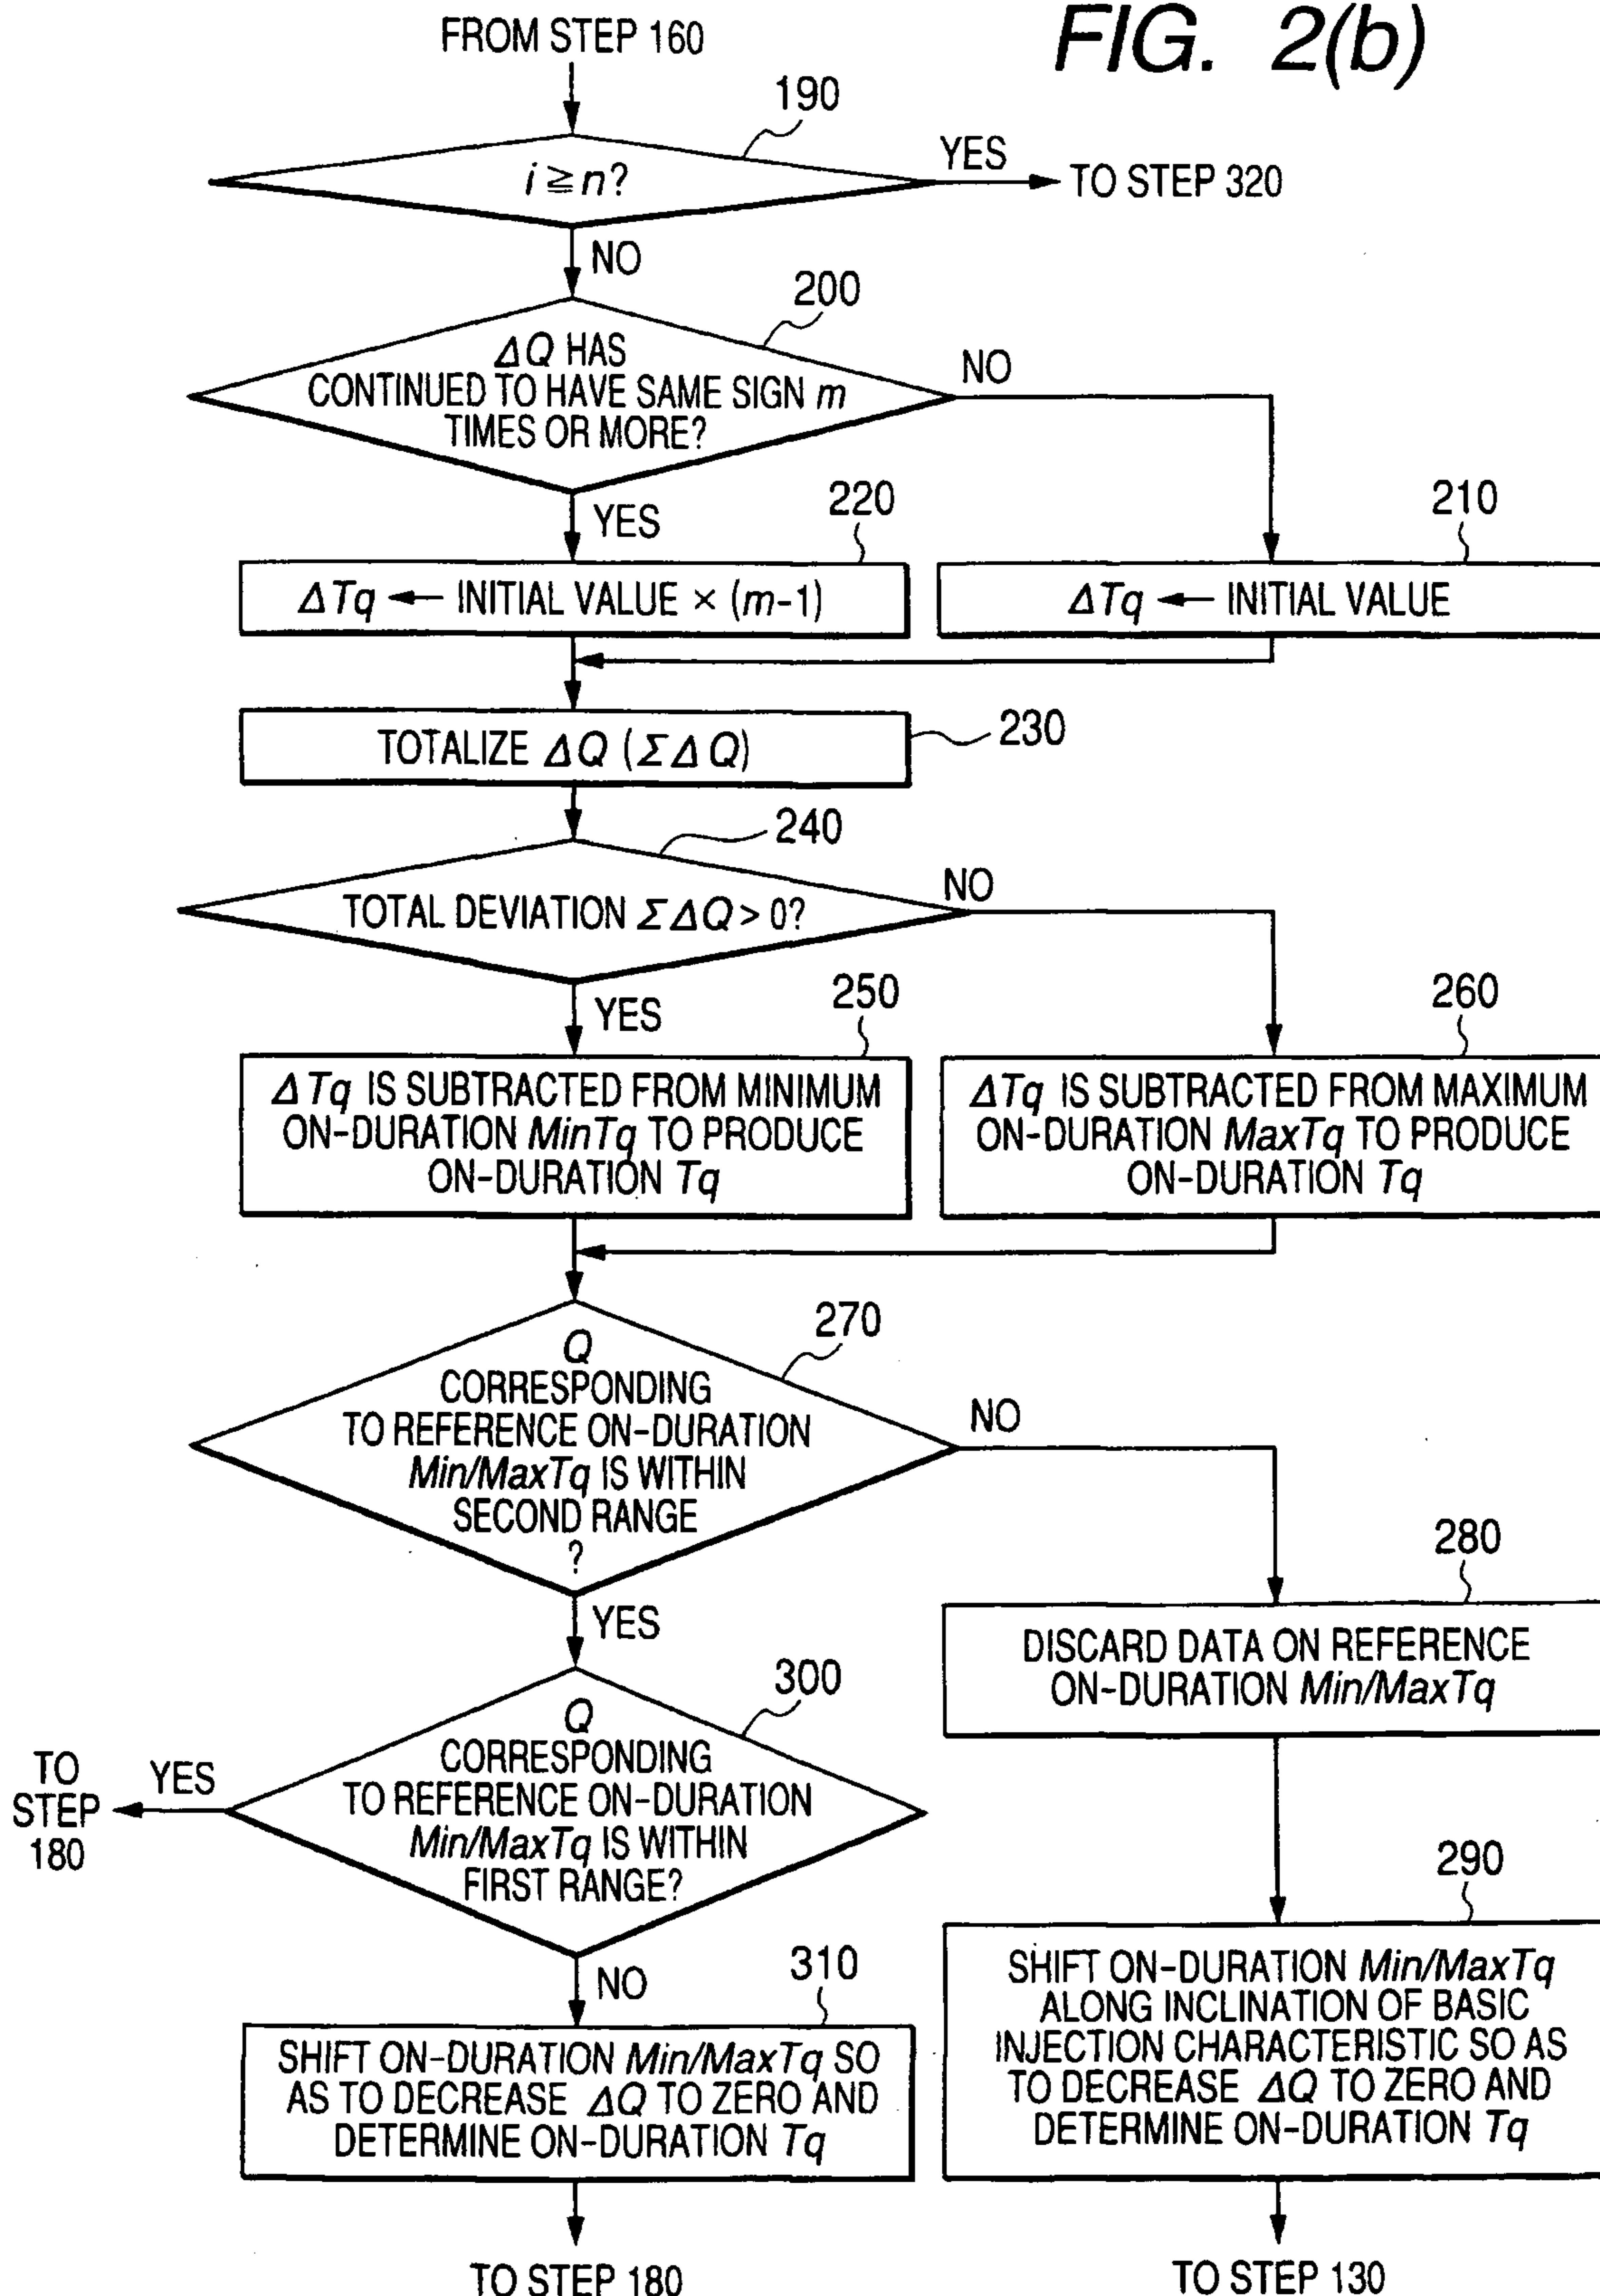 FIG. 2(b)
FROM STEP 160
190
i ≧ n?
YES
TO STEP 320
NO
200
ΔQ HAS
CONTINUED TO HAVE SAME SIGN m
TIMES OR MORE?
NO
YES
220
210
ΔTq ← INITIAL VALUE × (m-1)
ΔTq ← INITIAL VALUE
TOTALIZE ΔQ (ΣΔQ)
230
240
TOTAL DEVIATION ΣΔQ > 0?
NO
YES
250
260
ΔTq IS SUBTRACTED FROM MINIMUM
ON-DURATION MinTq TO PRODUCE
ON-DURATION Tq
ΔTq IS SUBTRACTED FROM MAXIMUM
ON-DURATION MaxTq TO PRODUCE
ON-DURATION Tq
270
Q
CORRESPONDING
TO REFERENCE ON-DURATION
Min/MaxTq IS WITHIN
SECOND RANGE
?
NO
YES
280
DISCARD DATA ON REFERENCE
ON-DURATION Min/MaxTq
300
Q
CORRESPONDING
TO REFERENCE ON-DURATION
Min/MaxTq IS WITHIN
FIRST RANGE?
YES
TO
STEP
180
NO
290
SHIFT ON-DURATION Min/MaxTq
ALONG INCLINATION OF BASIC
INJECTION CHARACTERISTIC SO AS
TO DECREASE ΔQ TO ZERO AND
DETERMINE ON-DURATION Tq
310
SHIFT ON-DURATION Min/MaxTq SO
AS TO DECREASE ΔQ TO ZERO AND
DETERMINE ON-DURATION Tq
TO STEP 180
TO STEP 130